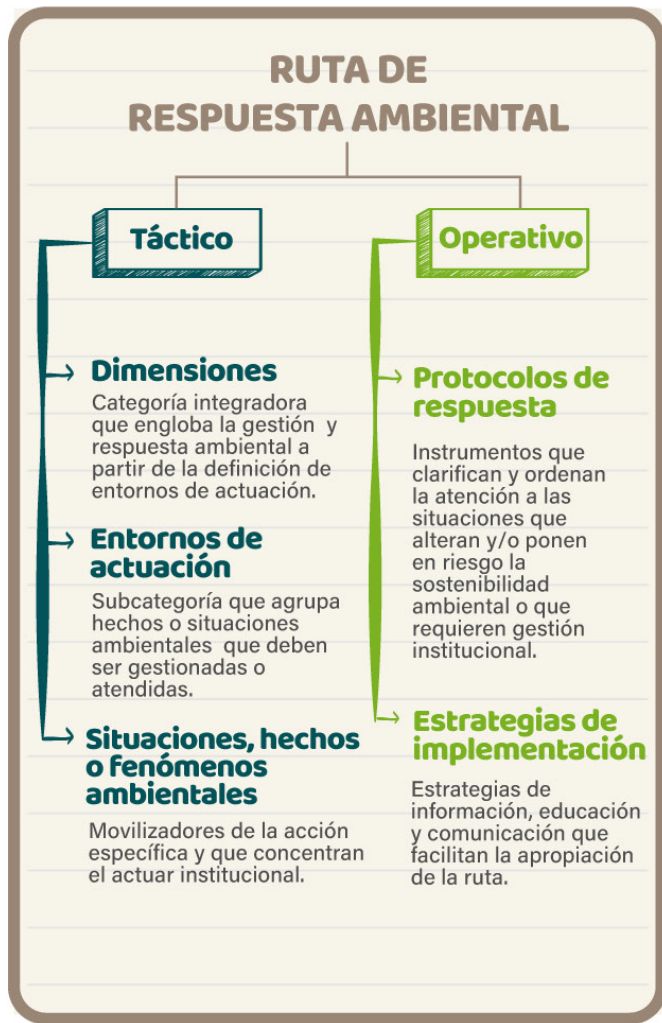 RUTA DE
RESPUESTA AMBIENTAL
Táctico
Dimensiones
Categoría integradora
que engloba la gestión y
respuesta ambiental a
partir de la definición de
entornos de actuación.
Entornos de
actuación
Subcategoría que agrupa
hechos o situaciones
ambientales que deben
ser gestionadas o
atendidas.
Situaciones, hechos
o fenómenos
ambientales
Movilizadores de la acción
específica y que concentran
el actuar institucional.
Operativo
Protocolos de
respuesta
Instrumentos que
clarifican y ordenan
la atención a las
situaciones que
alteran y/o ponen
en riesgo la
sostenibilidad
ambiental o que
requieren gestión
institucional.
Estrategias de
implementación
Estrategias de
información, educación
y comunicación que
facilitan la apropiación
de la ruta.